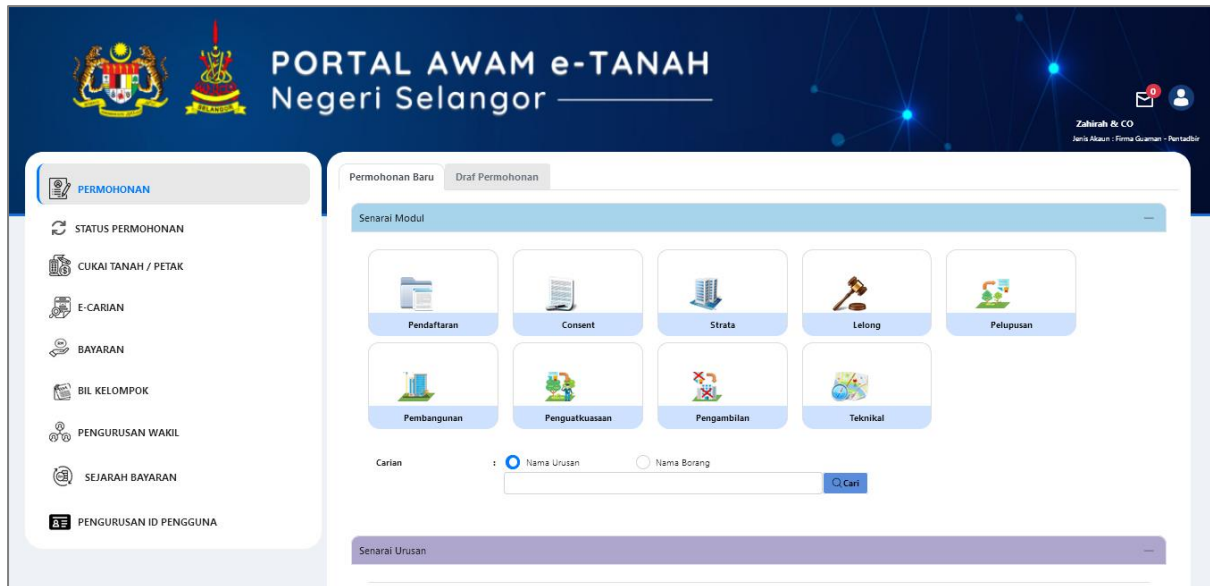 PORTAL AWAM e-TANAH
Negeri Selangor
SELANGOR
0
Zahirah & CO
Jenis Akaun : Firma Guaman - Pentadbir
PERMOHONAN
STATUS PERMOHONAN
CUKAI TANAH / PETAK
E-CARIAN
BAYARAN
BIL KELOMPOK
PENGURUSAN WAKIL
SEJARAH BAYARAN
PENGURUSAN ID PENGGUNA
Permohonan Baru Draf Permohonan
Senarai Modul
Pendaftaran Consent Strata Lelong Pelupusan
Pembangunan Penguatkuasaan Pengambilan Teknikal
Carian : Nama Urusan Nama Borang
Cari
Senarai Urusan